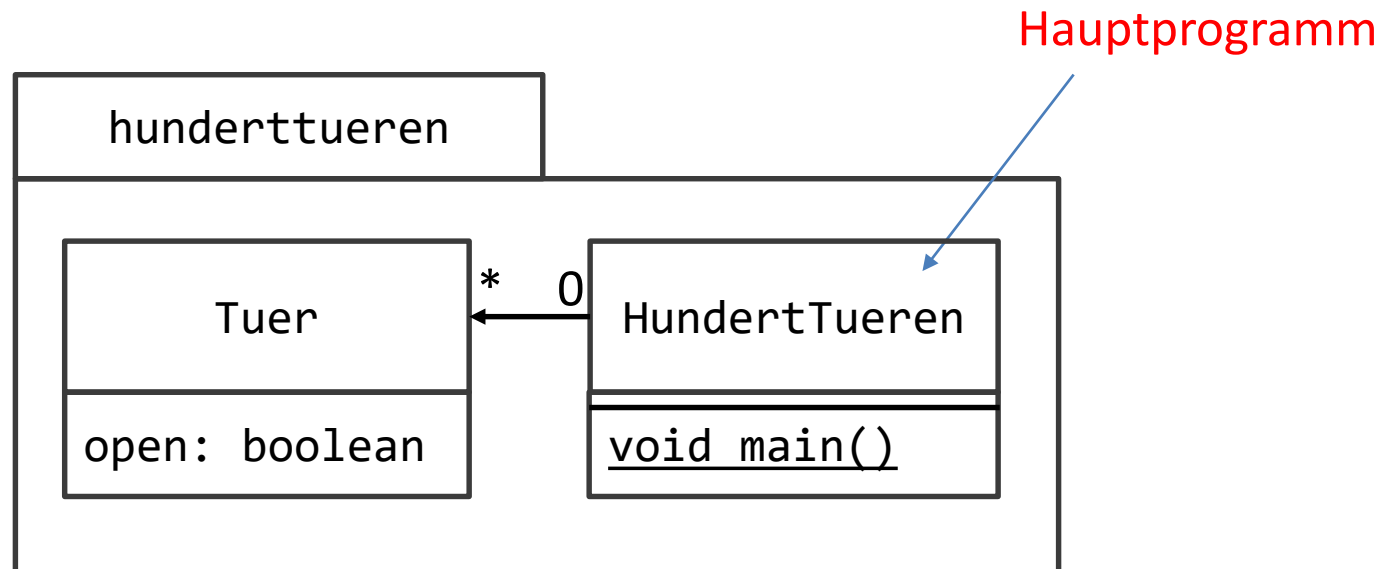 Hauptprogramm
hunderttueren
* 0
Tuer
HundertTueren
open: boolean
void main()